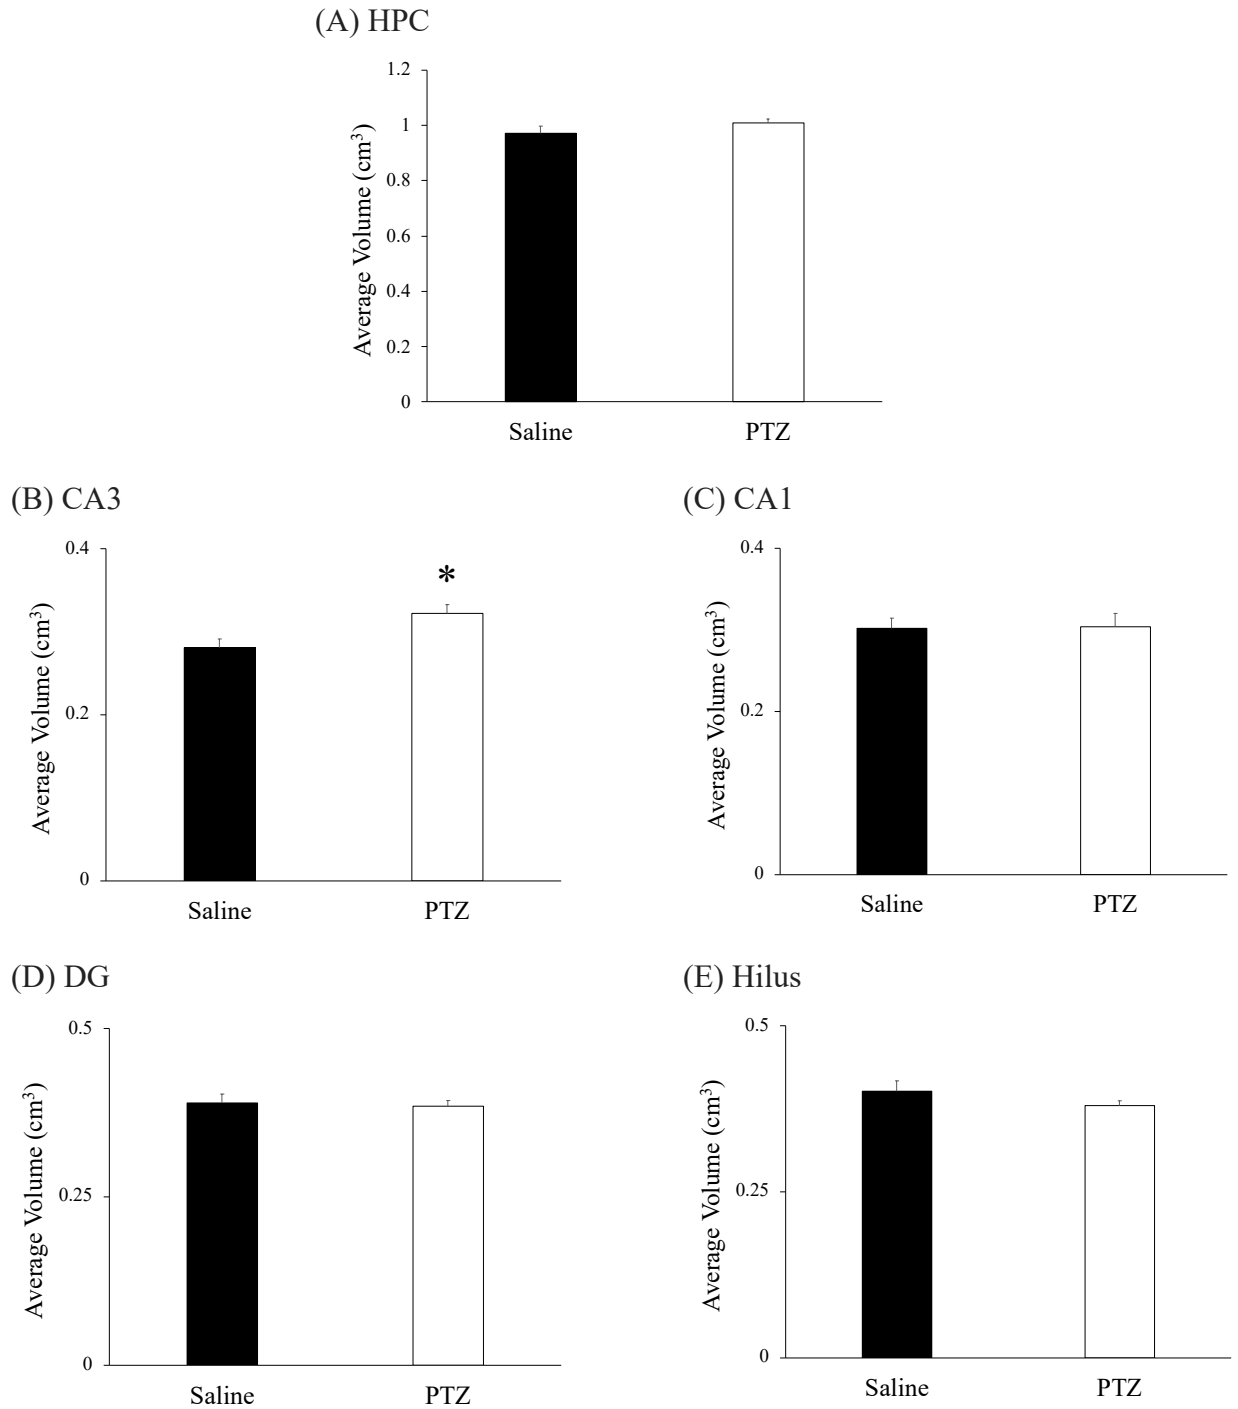 (A) HPC
1.2
1
0.8
0.6
0.4
0.2
0
Average Volume (cm³)
Saline PTZ
(B) CA3
0.4
0.2
0
Average Volume (cm³)
*
Saline PTZ
(C) CA1
0.4
0.2
0
Average Volume (cm³)
Saline PTZ
(D) DG
0.5
0.25
0
Average Volume (cm³)
Saline PTZ
(E) Hilus
0.5
0.25
0
Average Volume (cm³)
Saline PTZ